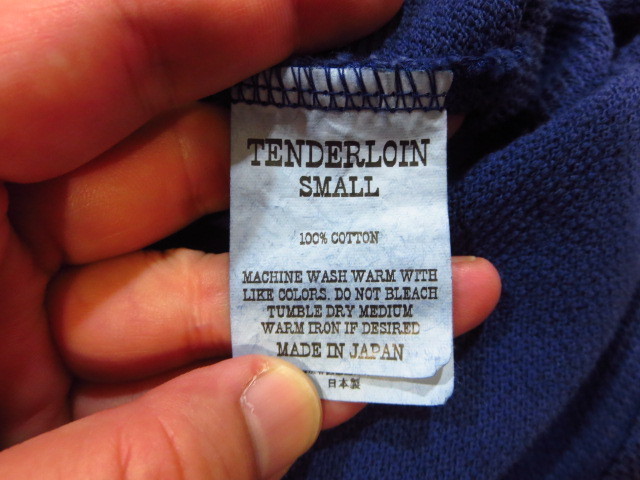 TENDERLOIN
SMALL
100% COTTON
MACHINE WASH WARM WITH
LIKE COLORS. DO NOT BLEACH
TUMBLE DRY MEDIUM
WARM IRON IF DESIRED
MADE IN JAPAN
日本製